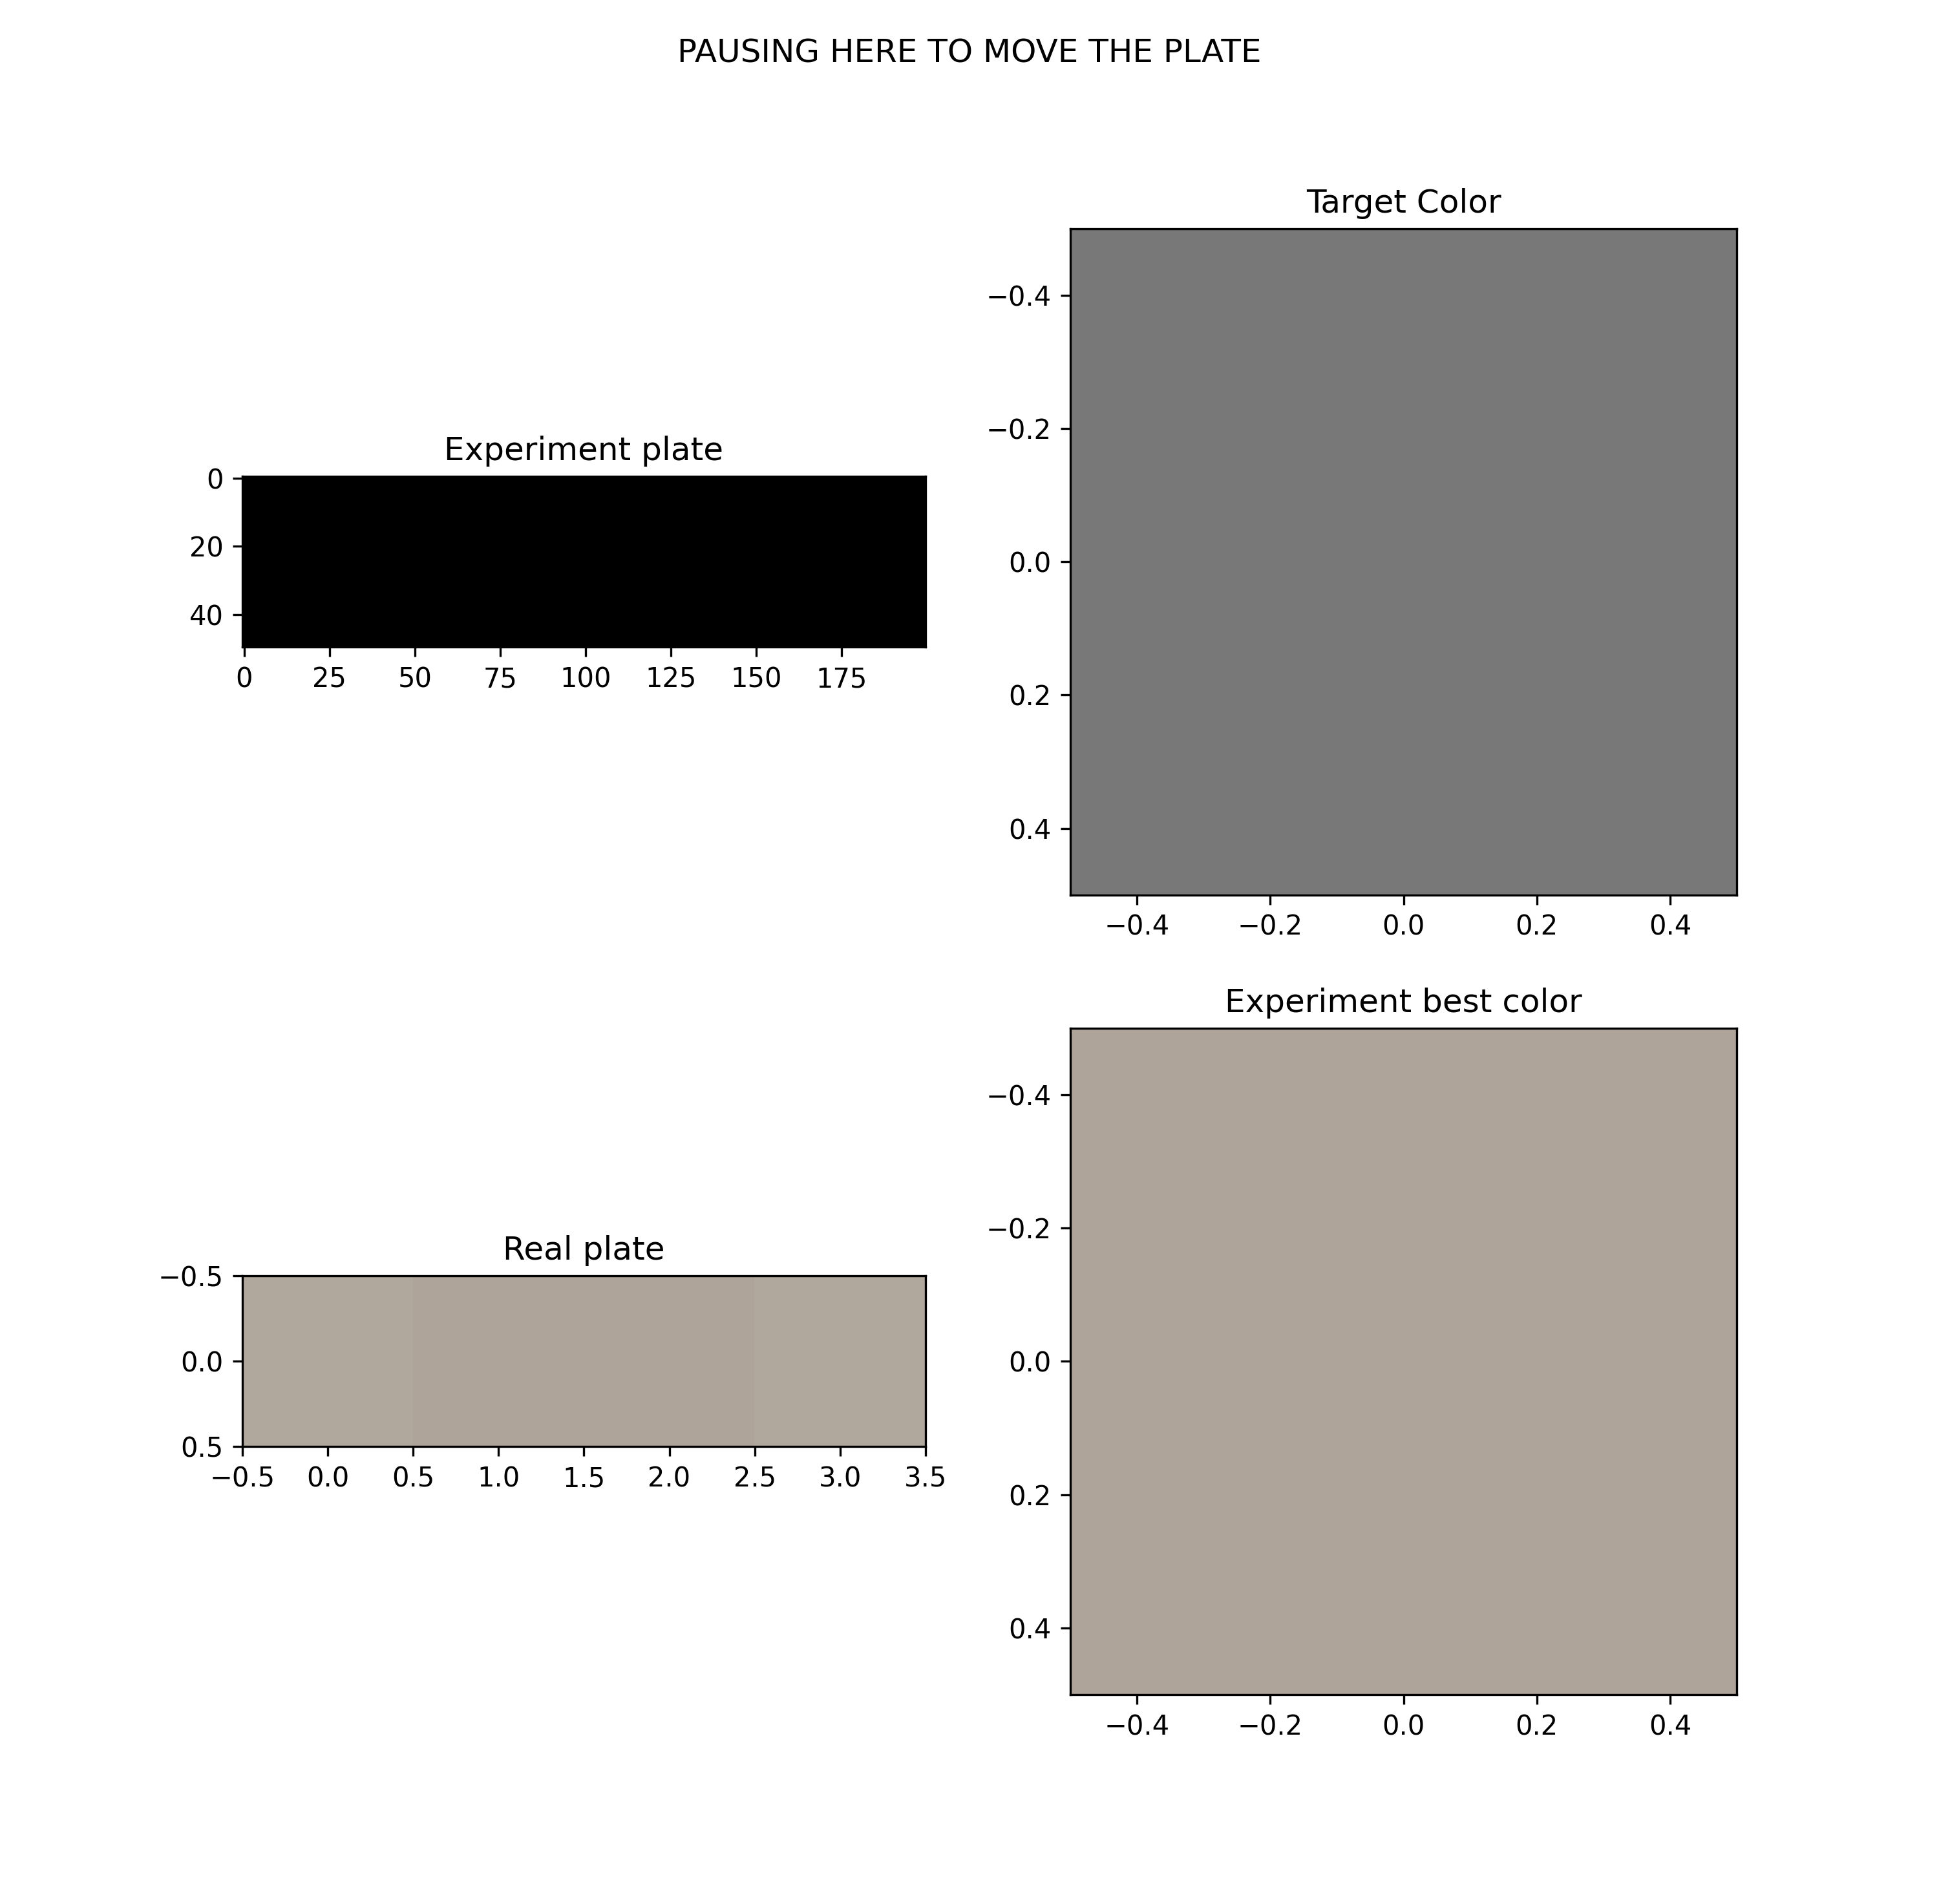 PAUSING HERE TO MOVE THE PLATE
Target Color
−0.4
−0.2
0.0
0.2
0.4
−0.4 −0.2 0.0 0.2 0.4
Experiment plate
0
20
40
0 25 50 75 100 125 150 175
Experiment best color
−0.4
−0.2
0.0
0.2
0.4
−0.4 −0.2 0.0 0.2 0.4
Real plate
−0.5
0.0
0.5
−0.5 0.0 0.5 1.0 1.5 2.0 2.5 3.0 3.5